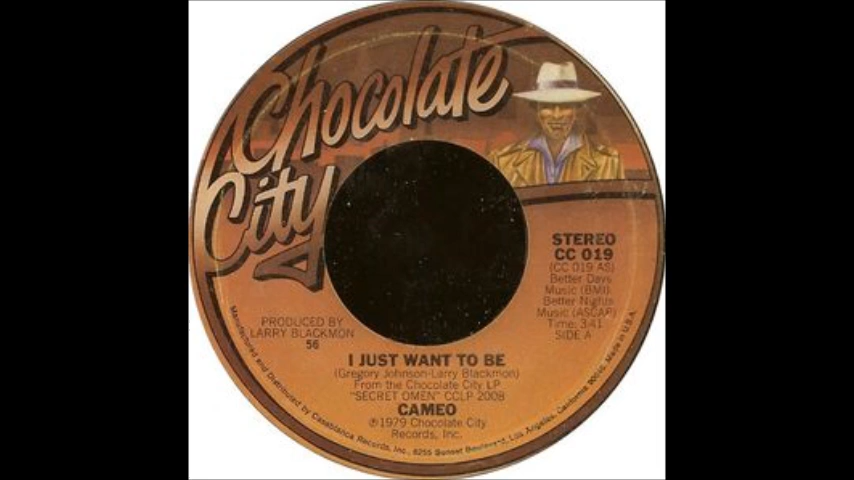 Chocolate
City
STEREO
CC 019
(CC 019 AS)
Better Days
Music (BMI)
Better Nights
Music (ASCAP)
Time: 3:41
SIDE A
PRODUCED BY
LARRY BLACKMON
56
I JUST WANT TO BE
(Gregory Johnson-Larry Blackmon)
From the Chocolate City LP
"SECRET OMEN" CCLP 2008
CAMEO
℗1979 Chocolate City
Records, Inc.
Manufactured and Distributed by Casablanca Records, Inc., 8255 Sunset Boulevard, Los Angeles, California 90046. Made in U.S.A.